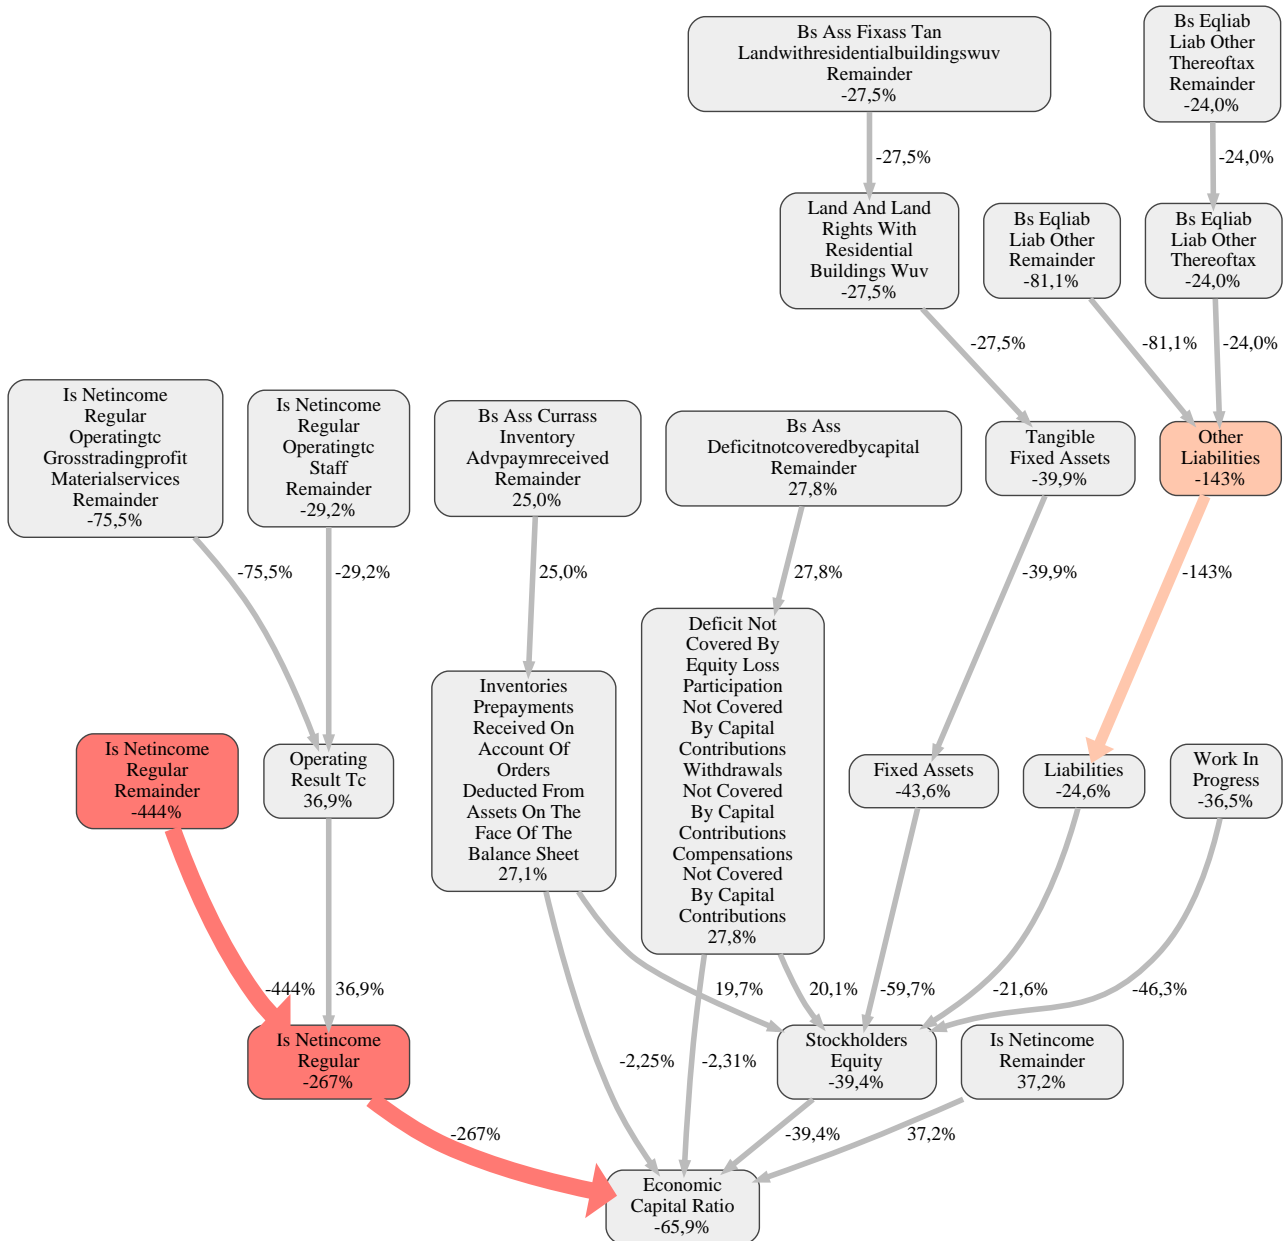 Bs Ass Fixass Tan
Landwithresidentialbuildingswuv
Remainder
-27,5%
Bs Eqliab
Liab Other
Thereoftax
Remainder
-24,0%
-27,5%
-24,0%
Land And Land
Rights With
Residential
Buildings Wuv
-27,5%
Bs Eqliab
Liab Other
Remainder
-81,1%
Bs Eqliab
Liab Other
Thereoftax
-24,0%
-27,5%
-81,1%
-24,0%
Is Netincome
Regular
Operatingtc
Grosstradingprofit
Materialservices
Remainder
-75,5%
Is Netincome
Regular
Operatingtc
Staff
Remainder
-29,2%
Bs Ass Currass
Inventory
Advpaymreceived
Remainder
25,0%
Bs Ass
Deficitnotcoveredbycapital
Remainder
27,8%
Tangible
Fixed Assets
-39,9%
Other
Liabilities
-143%
-75,5%
-29,2%
25,0%
27,8%
-39,9%
-143%
Is Netincome
Regular
Remainder
-444%
Operating
Result Tc
36,9%
Inventories
Prepayments
Received On
Account Of
Orders
Deducted From
Assets On The
Face Of The
Balance Sheet
27,1%
Deficit Not
Covered By
Equity Loss
Participation
Not Covered
By Capital
Contributions
Withdrawals
Not Covered
By Capital
Contributions
Compensations
Not Covered
By Capital
Contributions
27,8%
Fixed Assets
-43,6%
Liabilities
-24,6%
Work In
Progress
-36,5%
-444%
36,9%
19,7%
20,1%
-59,7%
-21,6%
-46,3%
Is Netincome
Regular
-267%
-2,25%
-2,31%
Stockholders
Equity
-39,4%
Is Netincome
Remainder
37,2%
-267%
-39,4%
37,2%
Economic
Capital Ratio
-65,9%